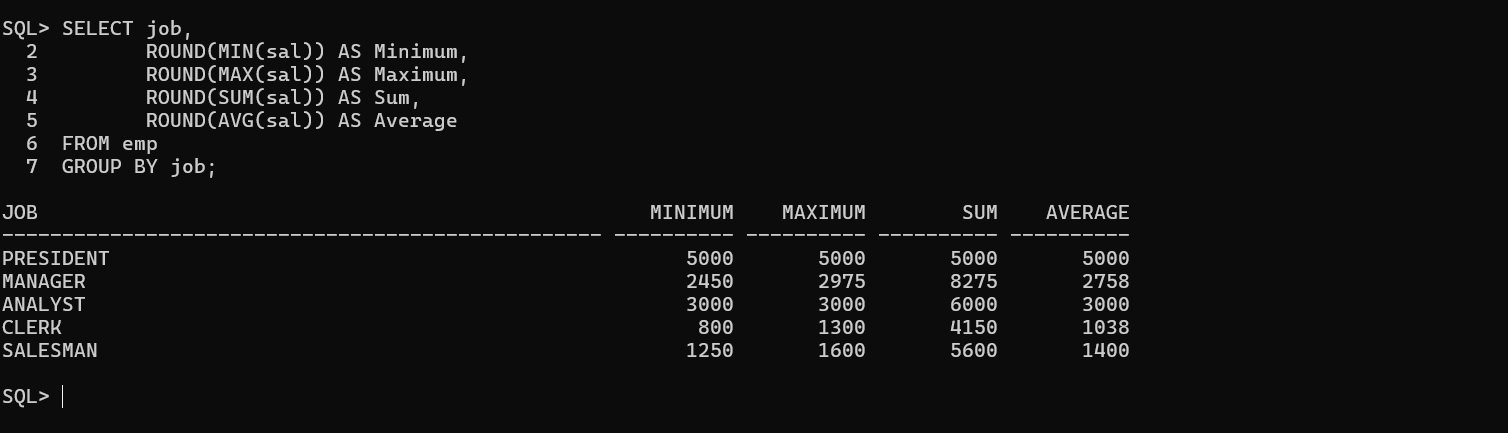 SQL> SELECT job,
  2         ROUND(MIN(sal)) AS Minimum,
  3         ROUND(MAX(sal)) AS Maximum,
  4         ROUND(SUM(sal)) AS Sum,
  5         ROUND(AVG(sal)) AS Average
  6  FROM emp
  7  GROUP BY job;
JOB                                                   MINIMUM    MAXIMUM        SUM    AVERAGE
-------------------------------------------------- ---------- ---------- ---------- ----------
PRESIDENT                                                5000       5000       5000       5000
MANAGER                                                  2450       2975       8275       2758
ANALYST                                                  3000       3000       6000       3000
CLERK                                                     800       1300       4150       1038
SALESMAN                                                 1250       1600       5600       1400
SQL>